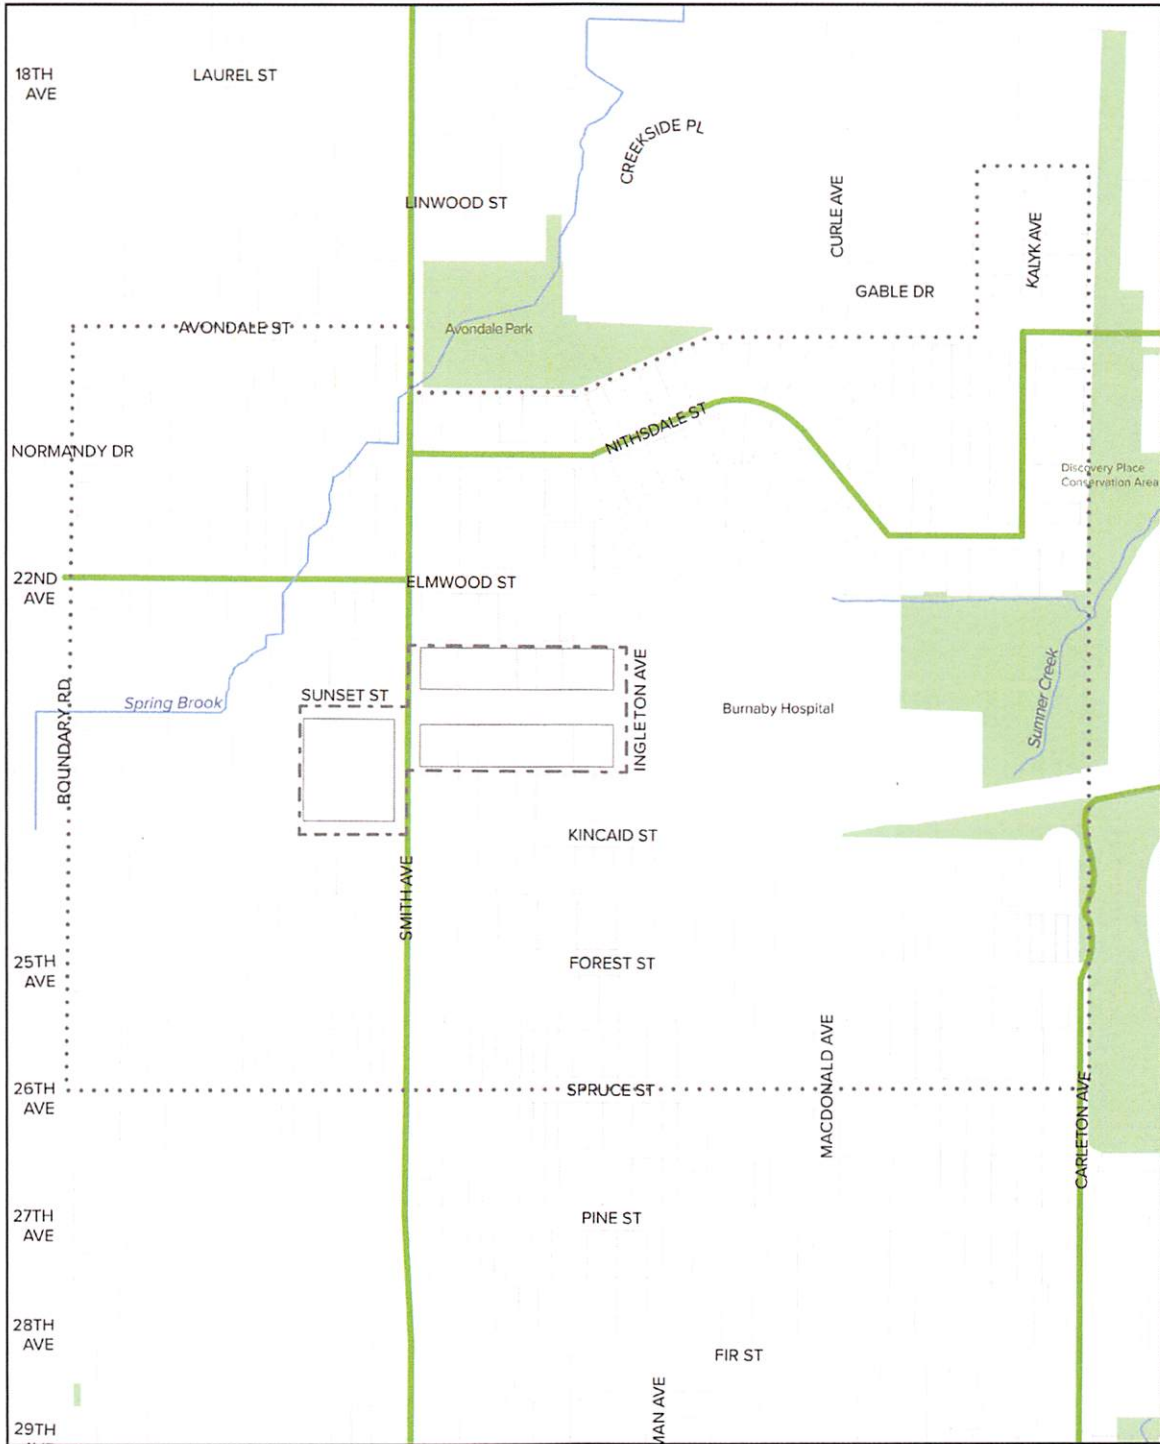 18TH
AVE
LAUREL ST
CREEKSIDE PL
LINWOOD ST
CURLE AVE
KALYK AVE
GABLE DR
AVONDALE ST
Avondale Park
NITHSDALE ST
NORMANDY DR
Discovery Place
Conservation Area
22ND
AVE
ELMWOOD ST
SUNSET ST
INGLETON AVE
Spring Brook
BOUNDARY RD
Burnaby Hospital
Sumner Creek
KINCAID ST
SMITH AVE
25TH
AVE
FOREST ST
MACDONALD AVE
26TH
AVE
SPRUCE ST
CARLETON AVE
27TH
AVE
PINE ST
28TH
AVE
FIR ST
MAN AVE
29TH